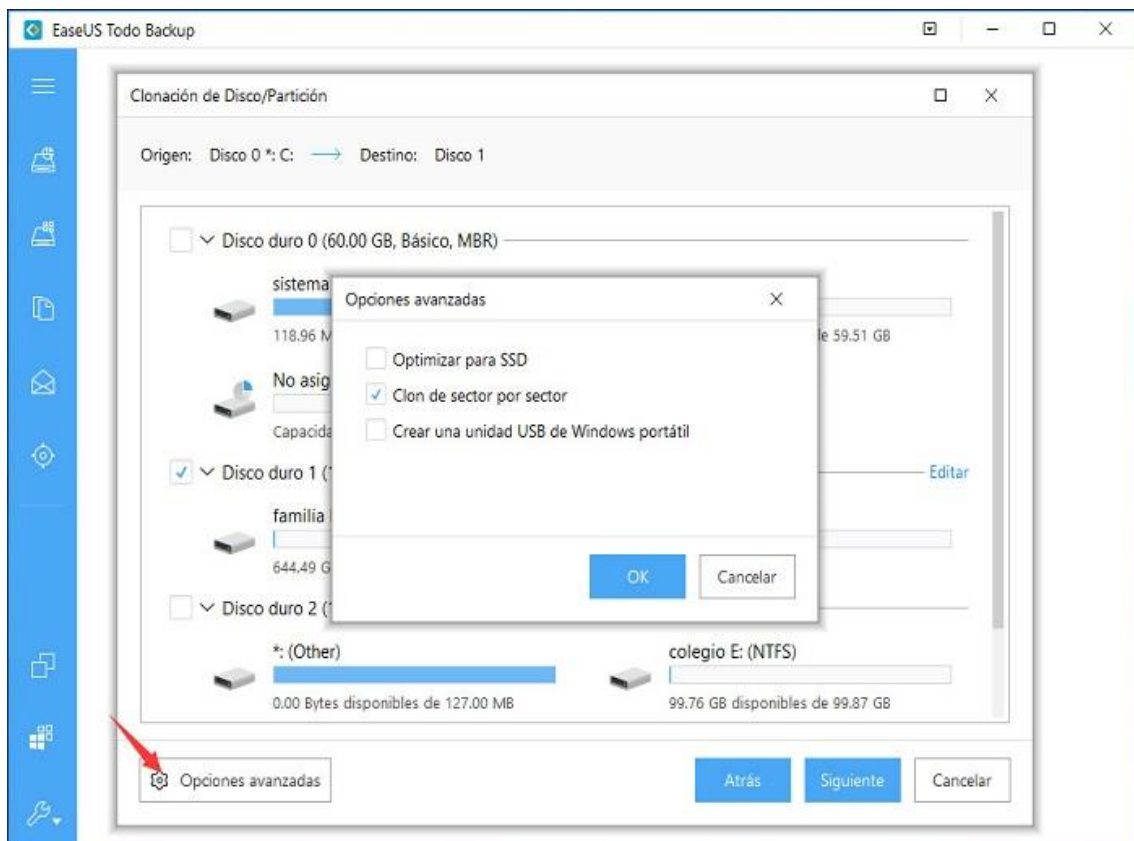 EaseUS Todo Backup
Clonación de Disco/Partición
Origen: Disco 0 *: C: → Destino: Disco 1
Disco duro 0 (60.00 GB, Básico, MBR)
sistema
118.96 M
le 59.51 GB
No asig
Capacida
Opciones avanzadas
Optimizar para SSD
Clon de sector por sector
Crear una unidad USB de Windows portátil
OK Cancelar
Disco duro 1 (
Editar
familia
644.49 G
Disco duro 2 (
*: (Other) colegio E: (NTFS)
0.00 Bytes disponibles de 127.00 MB 99.76 GB disponibles de 99.87 GB
Opciones avanzadas Atrás Siguiente Cancelar